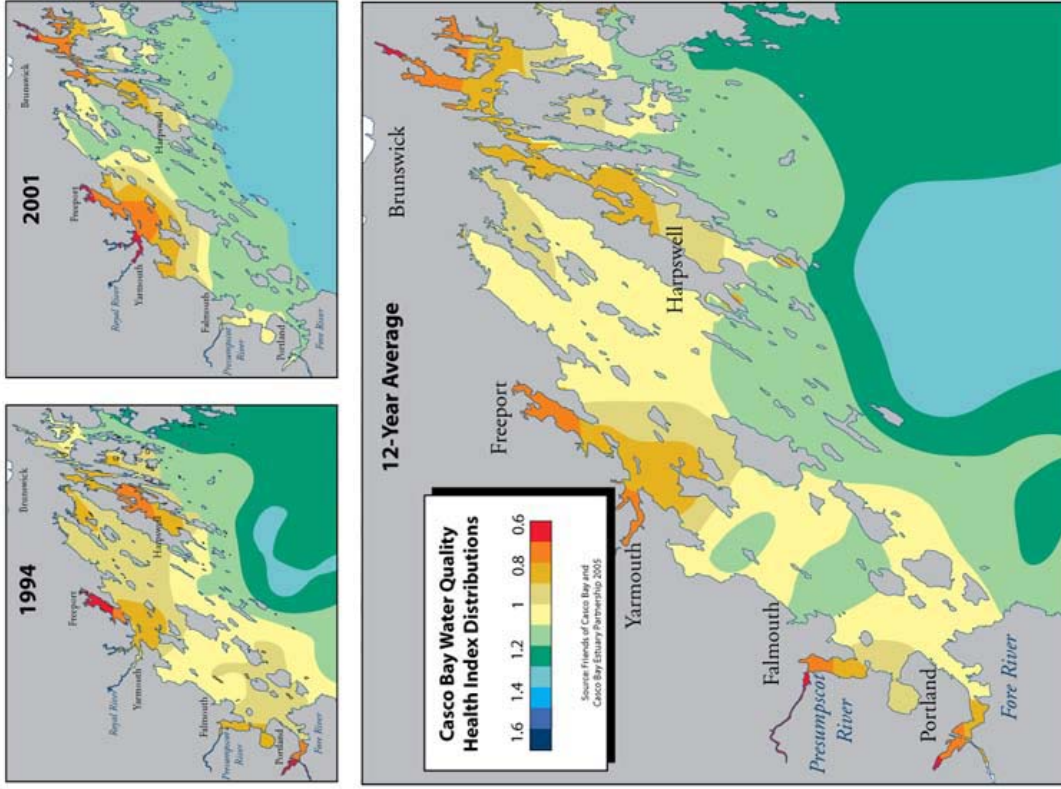 1994
Brunswick
Freeport
Royal River
Yarmouth
Harpswell
Falmouth
Presumpscot
River
Portland
Fore River
2001
Brunswick
Freeport
Royal River
Yarmouth
Harpswell
Falmouth
Presumpscot
River
Portland
Fore River
12-Year Average
Brunswick
Freeport
Harpswell
Yarmouth
Falmouth
Presumpscot
River
Portland
Fore River
Casco Bay Water Quality
Health Index Distributions
1.6 1.4 1.2 1 0.8 0.6
Source: Friends of Casco Bay and
Casco Bay Estuary Partnership 2005